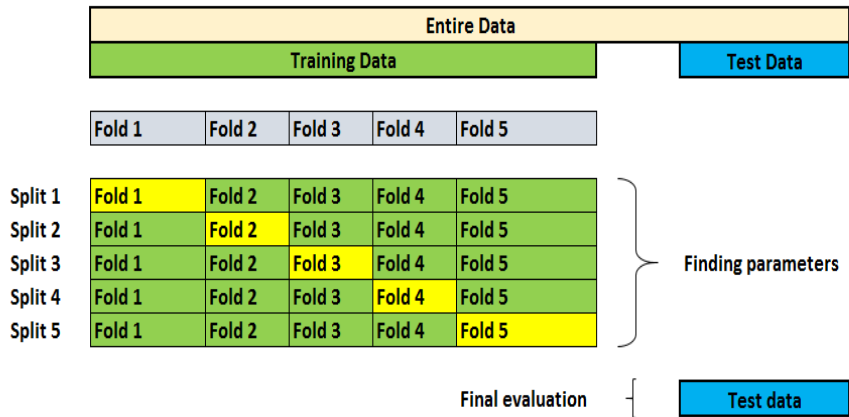 Entire Data
Training Data Test Data
Fold 1 Fold 2 Fold 3 Fold 4 Fold 5
Split 1 Fold 1 Fold 2 Fold 3 Fold 4 Fold 5
Split 2 Fold 1 Fold 2 Fold 3 Fold 4 Fold 5
Split 3 Fold 1 Fold 2 Fold 3 Fold 4 Fold 5 Finding parameters
Split 4 Fold 1 Fold 2 Fold 3 Fold 4 Fold 5
Split 5 Fold 1 Fold 2 Fold 3 Fold 4 Fold 5
Final evaluation Test data